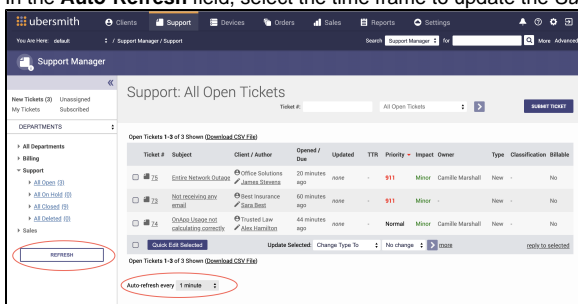 In the Auto-Refresh field, select the time frame to update the
ubersmith Clients Support Devices Orders Sales Reports Settings
You Are Here: default / Support Manager / Support Search Support Manager for More Advanced
Support Manager
«
New Tickets (3) Unassigned
My Tickets Subscribed
DEPARTMENTS
All Departments
Billing
Support
All Open (3)
All On Hold (0)
All Closed (9)
All Deleted (0)
Sales
REFRESH
Support: All Open Tickets
Ticket #: All Open Tickets SUBMIT TICKET
Open Tickets 1-3 of 3 Shown (Download CSV File)
Ticket # Subject Client / Author Opened / Due Updated TTR Priority Impact Owner Type Classification Billable
75 Entire Network Outage Office Solutions James Stevens 20 minutes ago none - 911 Minor Camille Marshall New - No
73 Not receiving any email Best Insurance Sara Best 60 minutes ago none - 911 Minor - New - No
74 OnApp Usage not calculating correctly Trusted Law Alex Hamilton 44 minutes ago none - Normal Minor Camille Marshall New - No
Quick Edit Selected Update Selected: Change Type To No change more reply to selected
Open Tickets 1-3 of 3 Shown (Download CSV File)
Auto-refresh every 1 minute